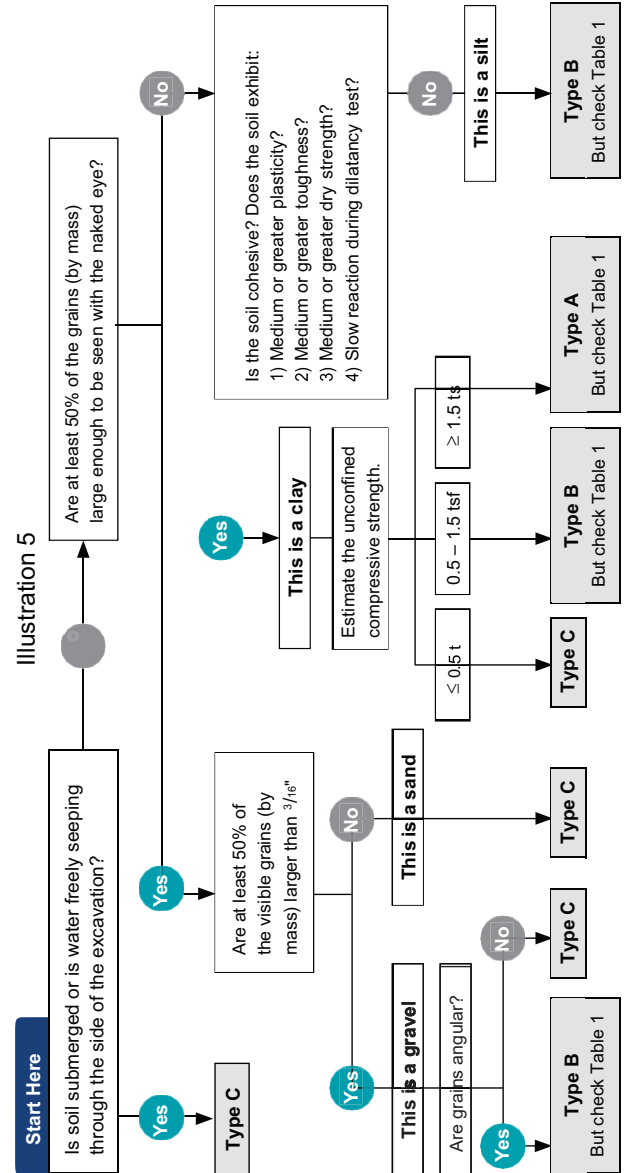 Illustration 5
Start Here
Is soil submerged or is water freely seeping
through the side of the excavation?
Yes
Type C
Are at least 50% of the grains (by mass)
large enough to be seen with the naked eye?
Yes
No
Are at least 50% of
the visible grains (by
mass) larger than 3/16"
Yes
No
This is a gravel
Are grains angular?
Yes
No
Type B
But check Table 1
Type C
This is a sand
Type C
Is the soil cohesive? Does the soil exhibit:
1) Medium or greater plasticity?
2) Medium or greater toughness?
3) Medium or greater dry strength?
4) Slow reaction during dilatancy test?
Yes
No
This is a clay
Estimate the unconfined
compressive strength.
≤ 0.5 t
0.5 – 1.5 tsf
≥ 1.5 ts
Type C
Type B
But check Table 1
Type A
But check Table 1
This is a silt
Type B
But check Table 1